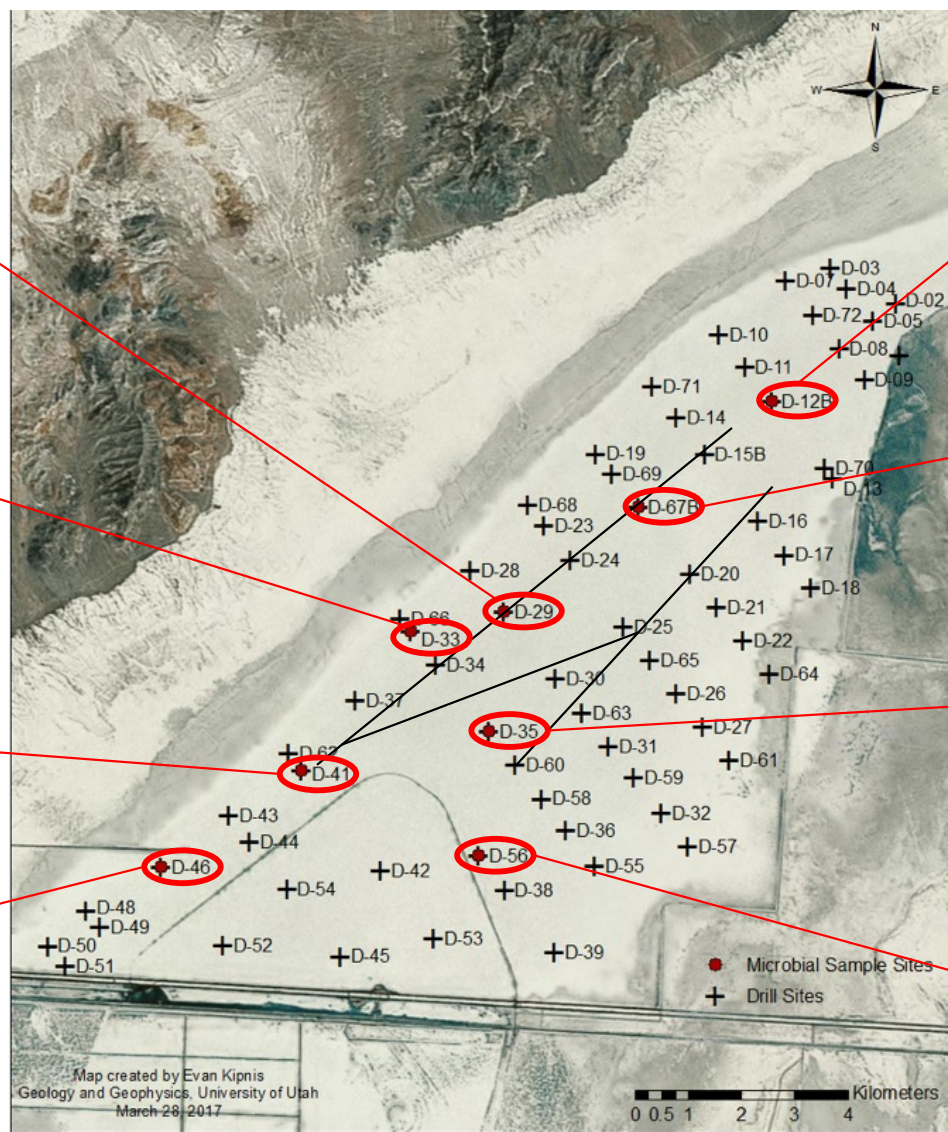 N
W E
S
D-03
D-07
D-04
D-02
D-72
D-05
D-10
D-08
D-11
D-09
D-71
D-12B
D-14
D-19
D-15B
D-69
D-70
D-13
D-68
D-67B
D-23
D-16
D-24
D-17
D-28
D-20
D-18
D-29
D-21
D-66
D-25
D-33
D-22
D-34
D-65
D-64
D-30
D-37
D-26
D-63
D-27
D-35
D-62
D-31
D-61
D-41
D-60
D-59
D-58
D-43
D-32
D-36
D-44
D-57
D-56
D-46
D-42
D-55
D-54
D-38
D-48
D-49
D-50
D-52
D-53
D-45
D-39
D-51
Microbial Sample Sites
Drill Sites
Map created by Evan Kipnis
Geology and Geophysics, University of Utah
March 28, 2017
Kilometers
0 0.5 1 2 3 4